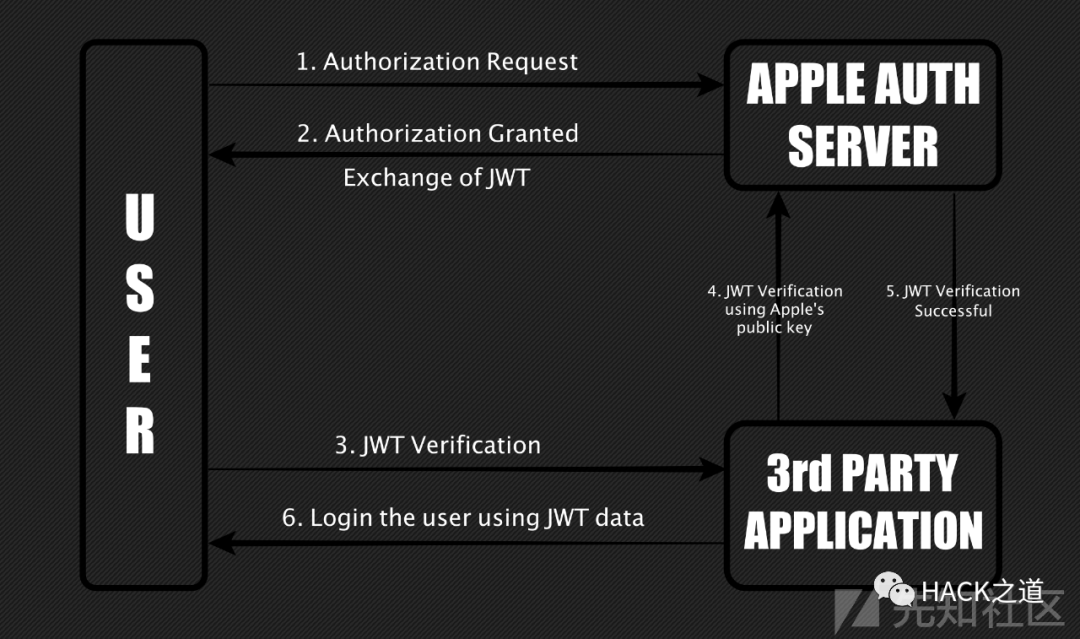 1. Authorization Request
2. Authorization Granted
Exchange of JWT
APPLE AUTH
SERVER
U
S
E
R
4. JWT Verification
using Apple's
public key
5. JWT Verification
Successful
3. JWT Verification
6. Login the user using JWT data
3rd PARTY
APPLICATION
HACK之道
先知社区